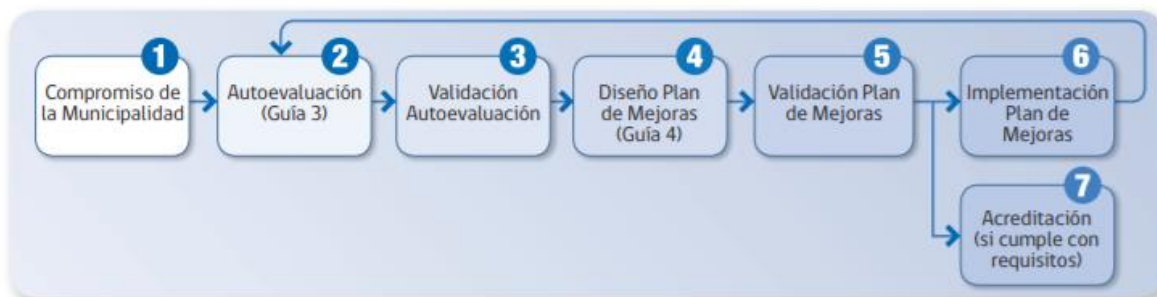 1
Compromiso de
la Municipalidad
2
Autoevaluación
(Guía 3)
3
Validación
Autoevaluación
4
Diseño Plan
de Mejoras
(Guía 4)
5
Validación Plan
de Mejoras
6
Implementación
Plan de
Mejoras
7
Acreditación
(si cumple con
requisitos)